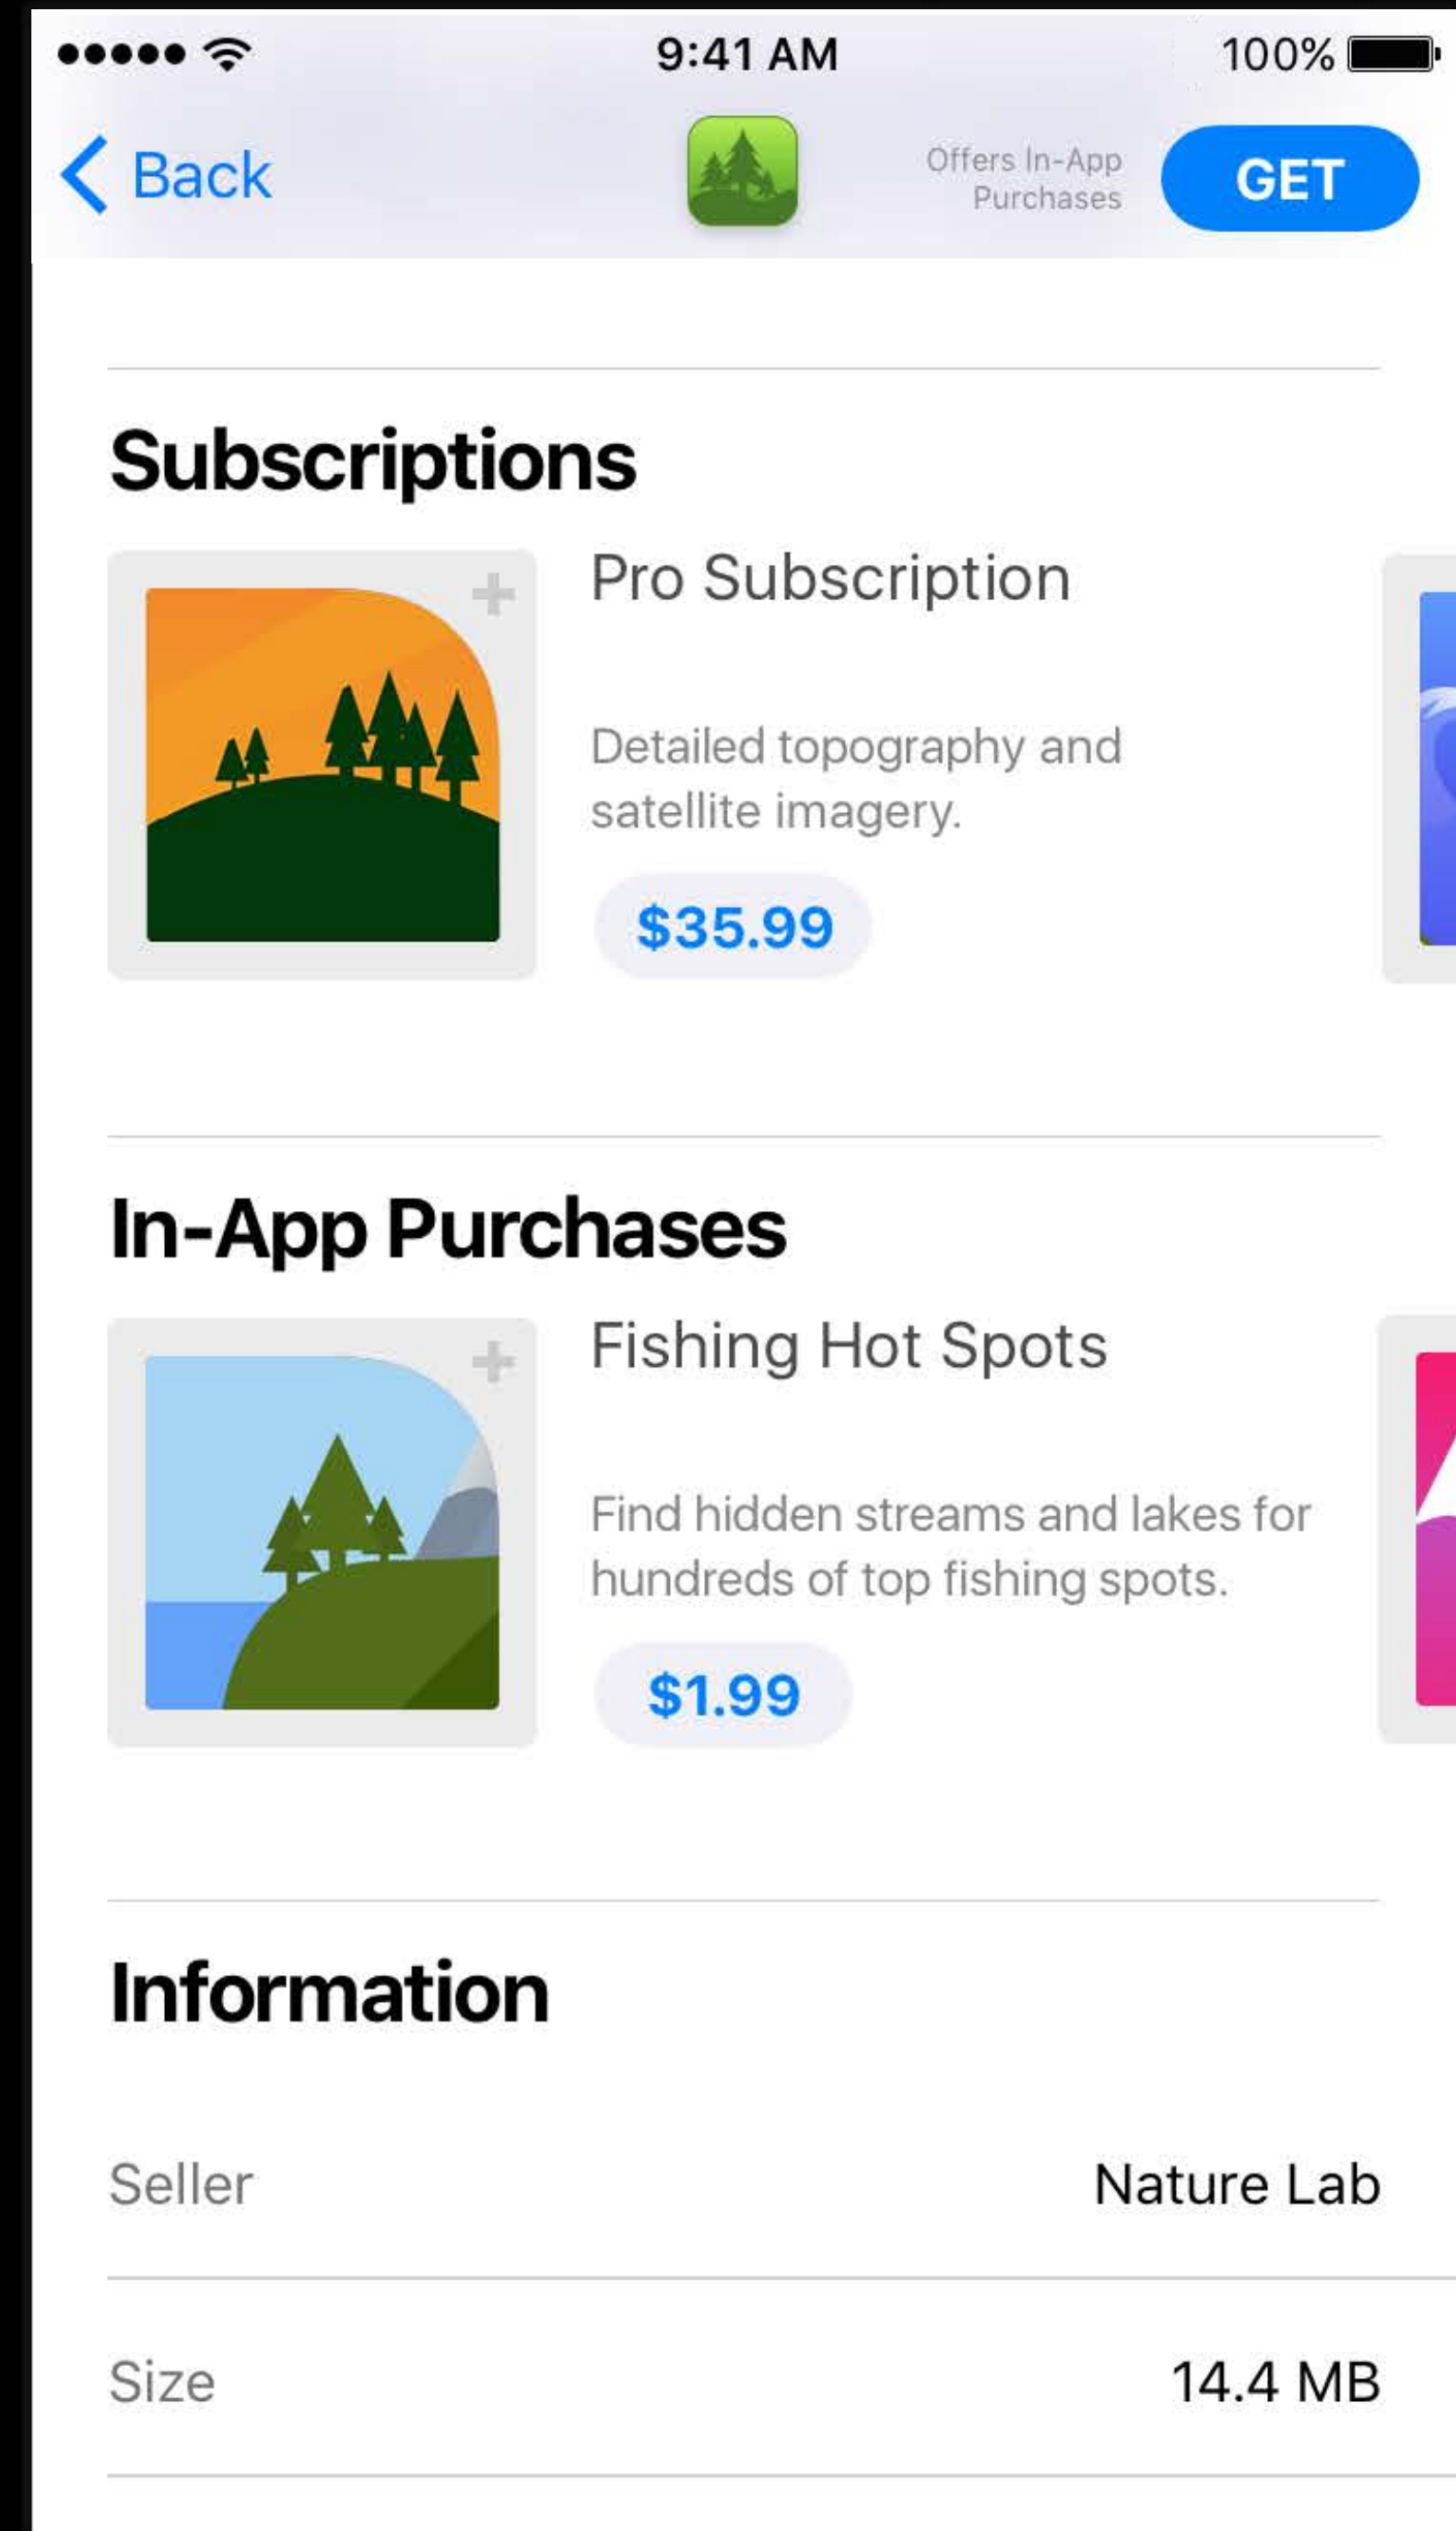 9:41 AM
100%
Back
Offers In-App
Purchases
GET
Subscriptions
Pro Subscription
Detailed topography and
satellite imagery.
$35.99
In-App Purchases
Fishing Hot Spots
Find hidden streams and lakes for
hundreds of top fishing spots.
$1.99
Information
Seller
Nature Lab
Size
14.4 MB